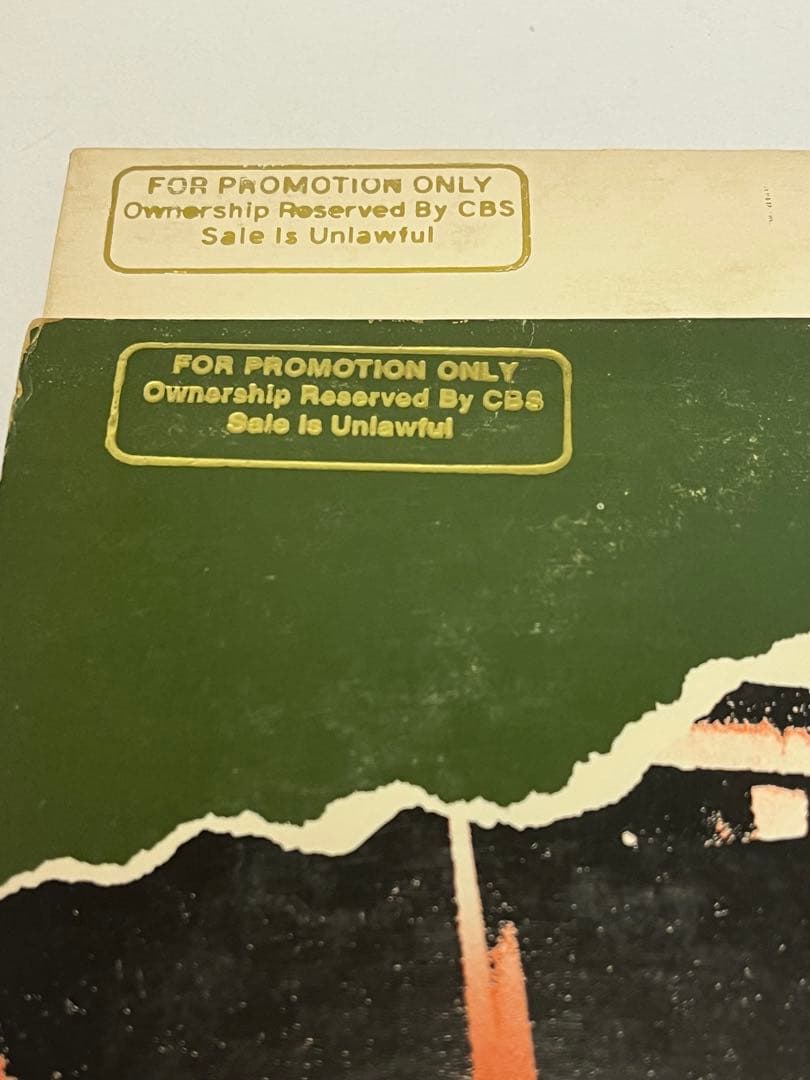 FOR PROMOTION ONLY
Ownership Reserved By CBS
Sale Is Unlawful
FOR PROMOTION ONLY
Ownership Reserved By CBS
Sale Is Unlawful